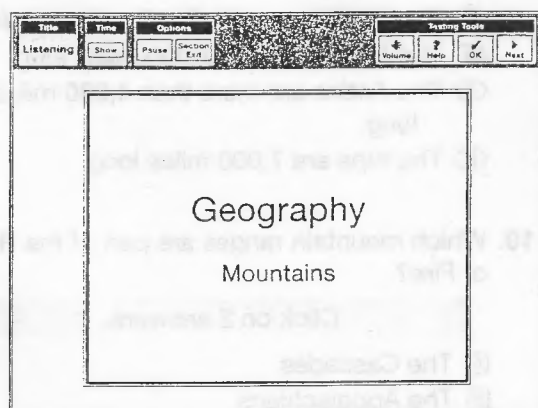 Title
Time
Options
Testing Tools
Listening
Show
Pause
Section
Exit
Volume
Help
OK
Next
Geography
Mountains
long
The rope are 7,000 miles long
10. Which mountain ranges are part of the
of Fire?
Click on 2 answers.
The Cascades
The Appalachians